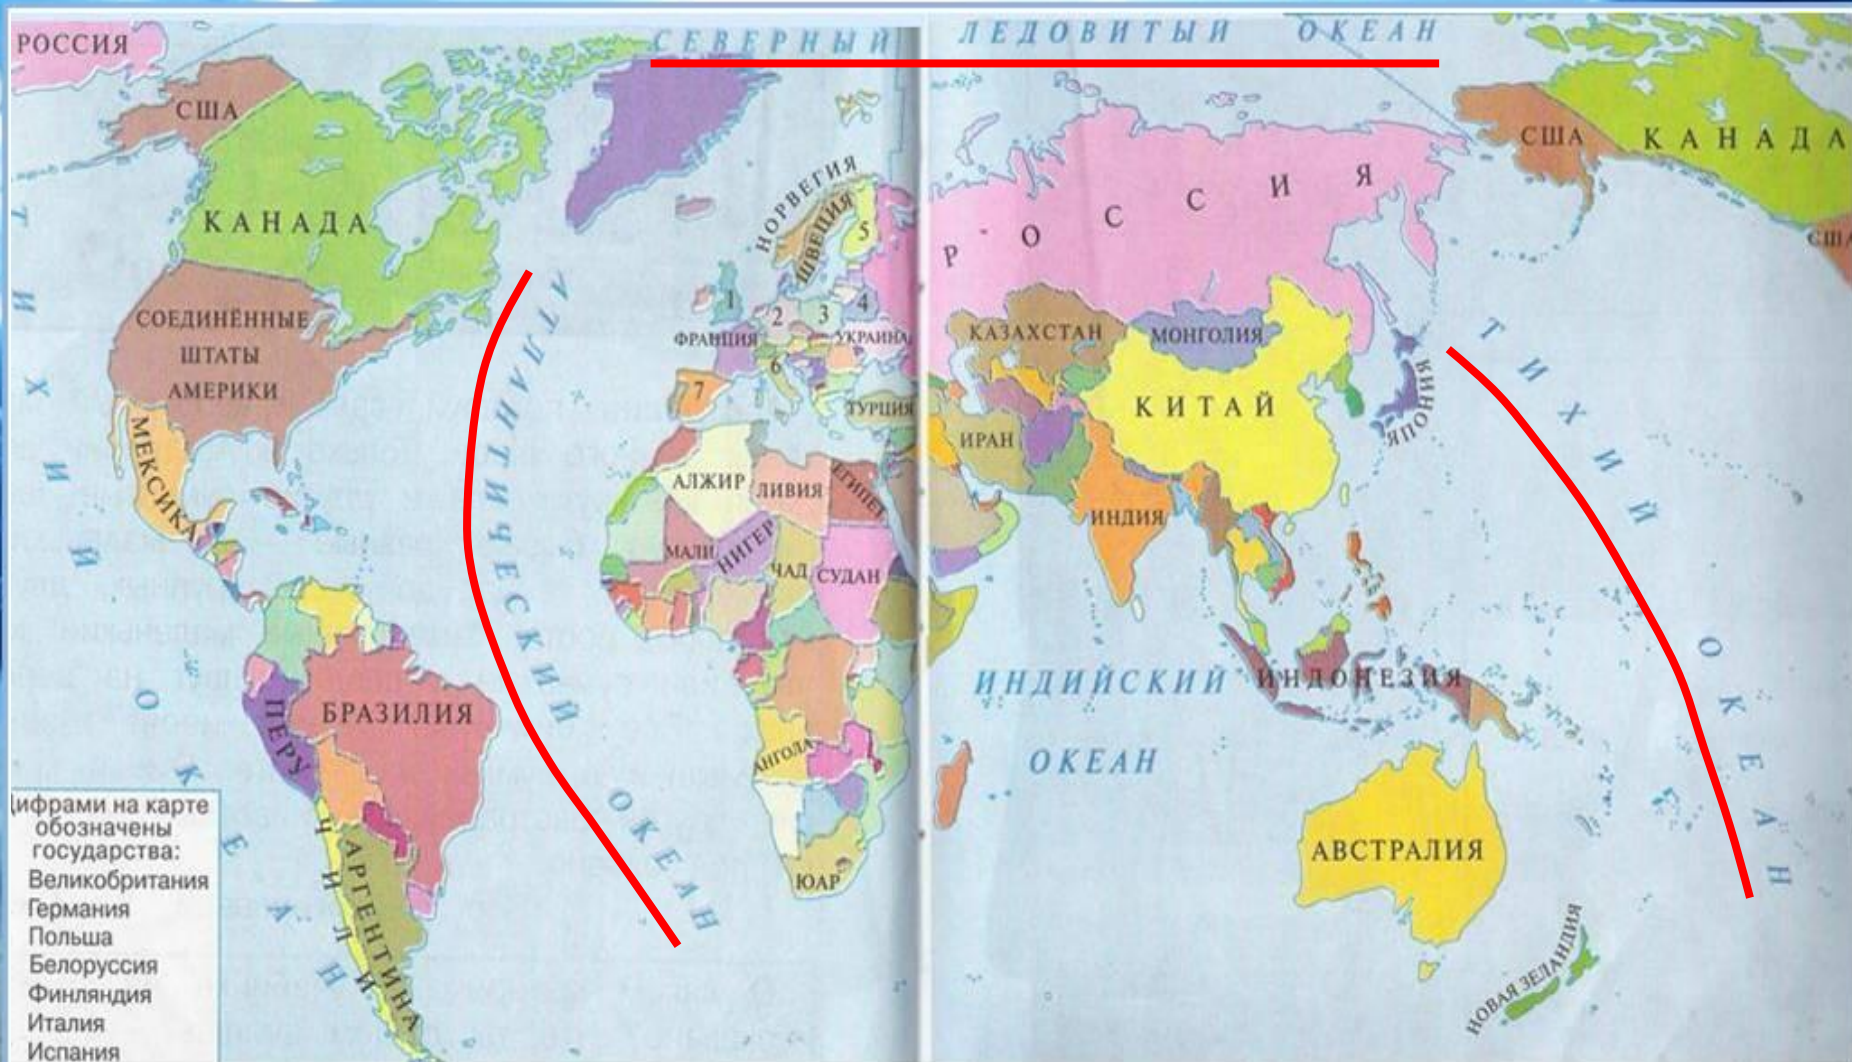 РОССИЯ
США
КАНАДА
СОЕДИНЁННЫЕ
ШТАТЫ
АМЕРИКИ
МЕКСИКА
ПЕРУ
БРАЗИЛИЯ
ЧИЛИ
АРГЕНТИНА
ТИХИЙ ОКЕАН
АТЛАНТИЧЕСКИЙ ОКЕАН
СЕВЕРНЫЙ ЛЕДОВИТЫЙ ОКЕАН
НОРВЕГИЯ
ШВЕЦИЯ
5
1
2
3
4
ФРАНЦИЯ
УКРАИНА
6
7
ТУРЦИЯ
АЛЖИР
ЛИВИЯ
ЕГИПЕТ
МАЛИ
НИГЕР
ЧАД
СУДАН
АНГОЛА
ЮАР
РОССИЯ
КАЗАХСТАН
МОНГОЛИЯ
КИТАЙ
ЯПОНИЯ
ИРАН
ИНДИЯ
ИНДОНЕЗИЯ
ИНДИЙСКИЙ
ОКЕАН
АВСТРАЛИЯ
НОВАЯ ЗЕЛАНДИЯ
ТИХИЙ ОКЕАН
США
КАНАДА
США
Цифрами на карте
обозначены
государства:
Великобритания
Германия
Польша
Белоруссия
Финляндия
Италия
Испания